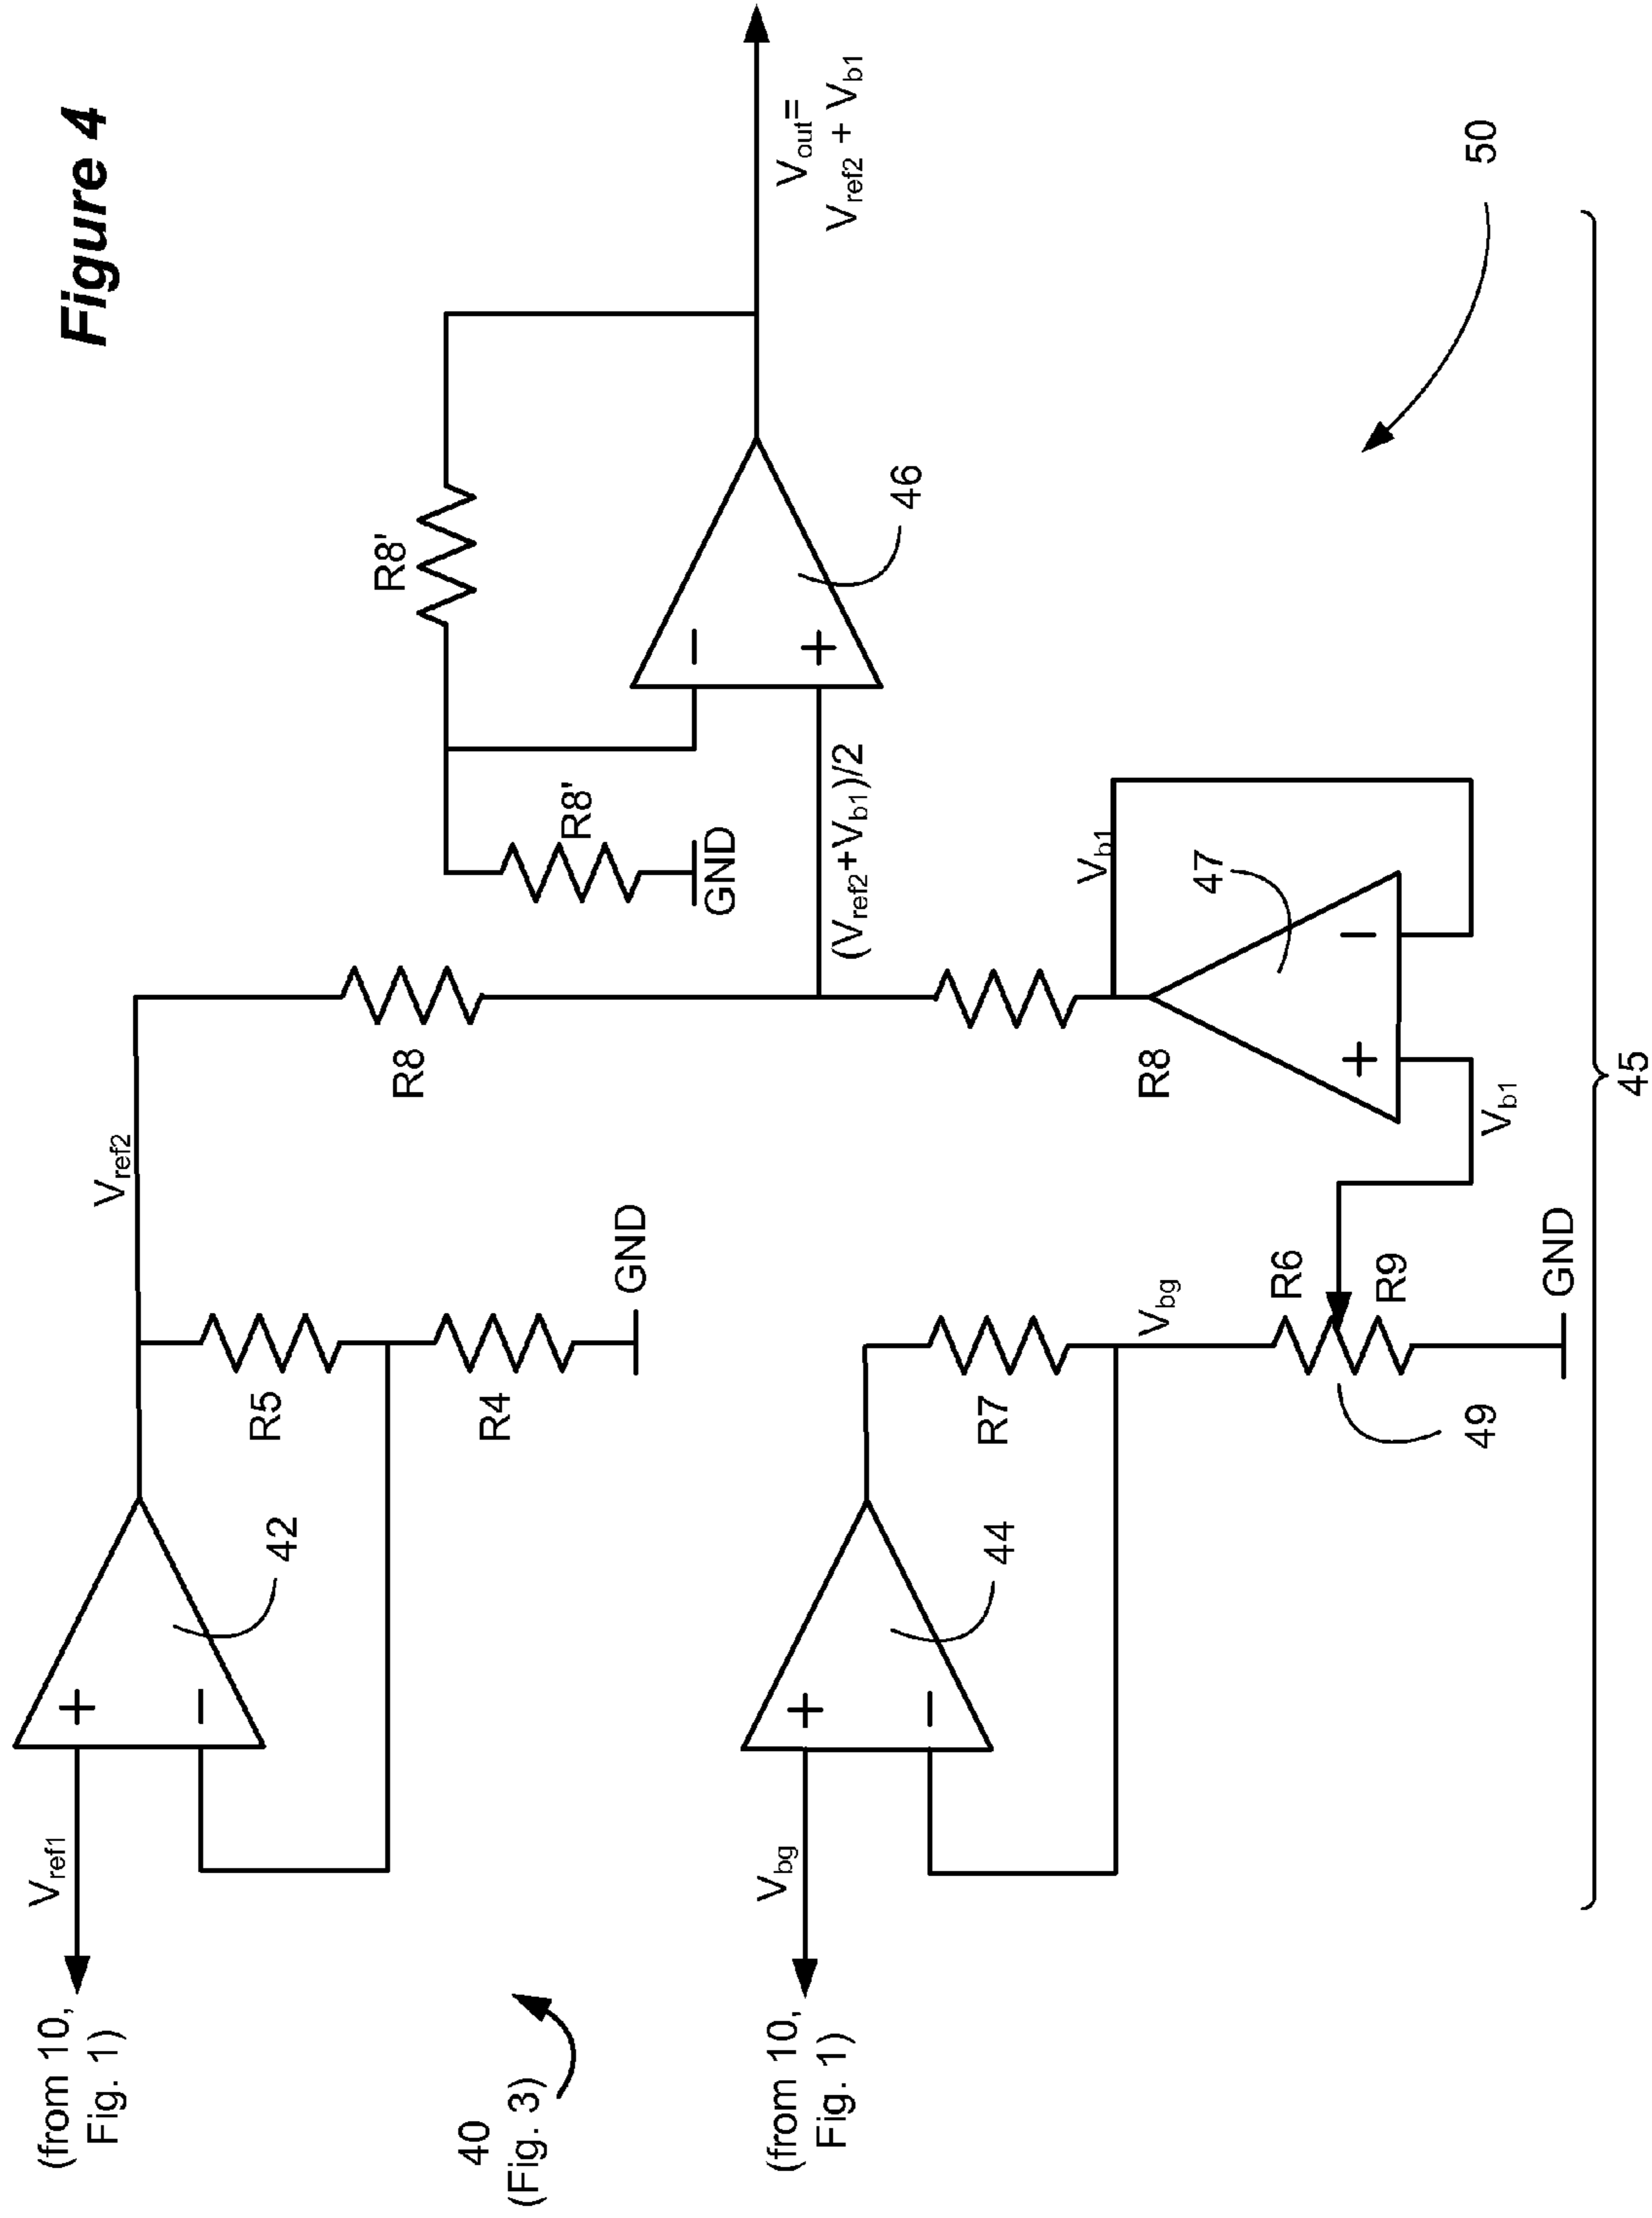 Figure 4
(from 10,
Fig. 1)
Vref1
+
−
42
R5
R4
GND
Vref2
R8
R8'
R8'
GND
−
+
46
(Vref2+Vb1)/2
Vout=
Vref2 + Vb1
40
(Fig. 3)
(from 10,
Fig. 1)
Vbg
+
−
44
R7
Vbg
R6
R9
49
GND
R8
Vb1
47
+
−
Vb1
50
45